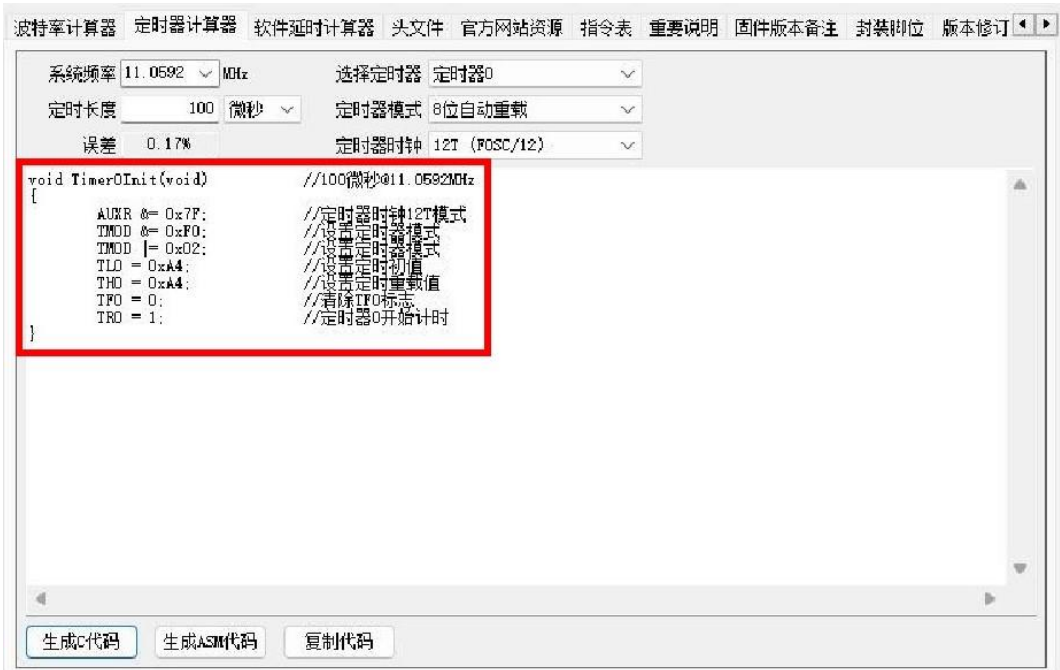 波特率计算器 定时器计算器 软件延时计算器 头文件 官方网站资源 指令表 重要说明 固件版本备注 封装脚位 版本修订
系统频率 11.0592 MHz 选择定时器 定时器0
定时长度 100 微秒 定时器模式 8位自动重载
误差 0.17% 定时器时钟 12T (FOSC/12)
void Timer0Init(void) //100微秒@11.0592MHz
{
AUXR &= 0x7F; //定时器时钟12T模式
TMOD &= 0xF0; //设置定时器模式
TMOD |= 0x02; //设置定时器模式
TL0 = 0xA4; //设置定时初值
TH0 = 0xA4; //设置定时重载值
TF0 = 0; //清除TF0标志
TR0 = 1; //定时器0开始计时
}
生成C代码 生成ASM代码 复制代码